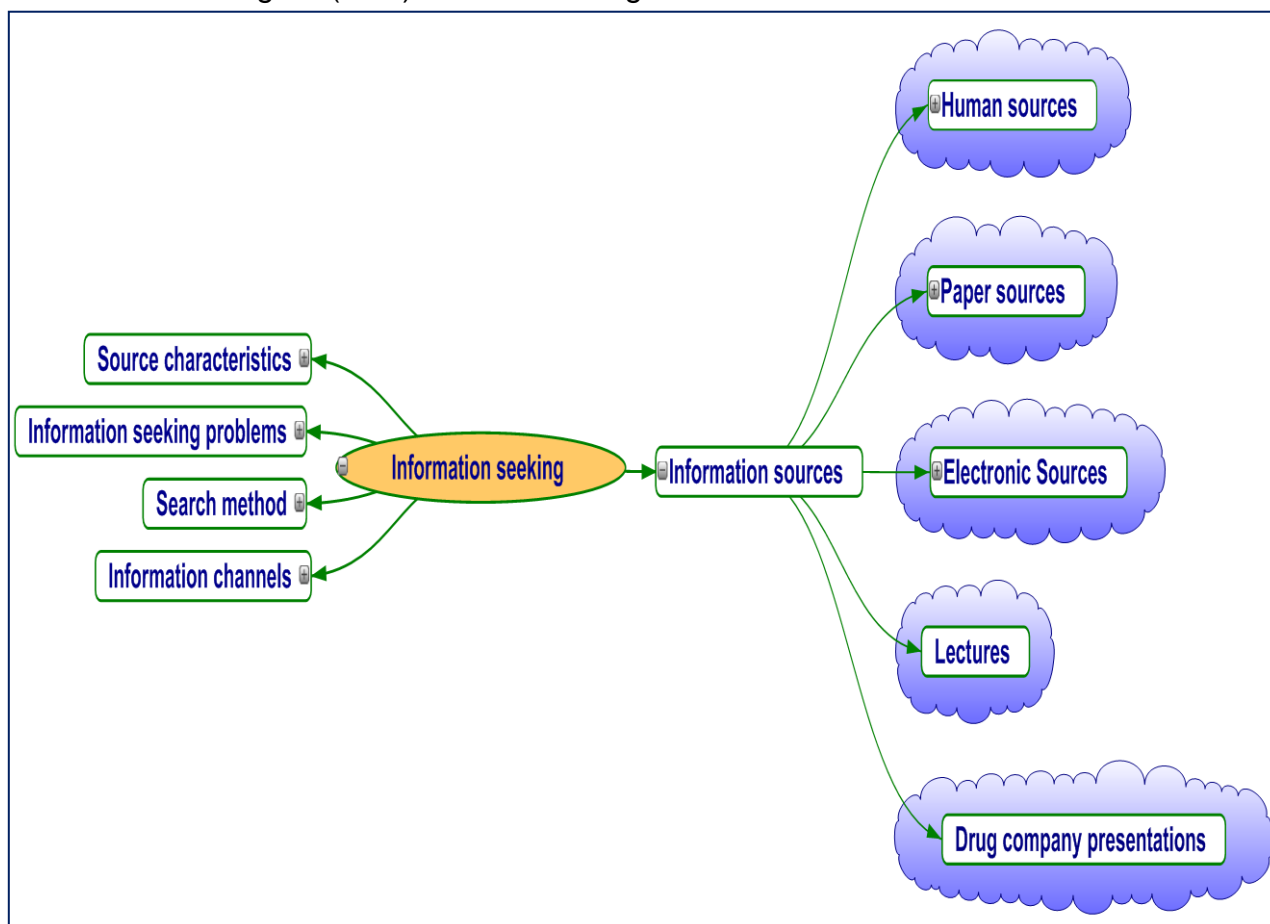 Human sources
Paper sources
Source characteristics
Information seeking problems
Information seeking
Information sources
Electronic Sources
Search method
Information channels
Lectures
Drug company presentations